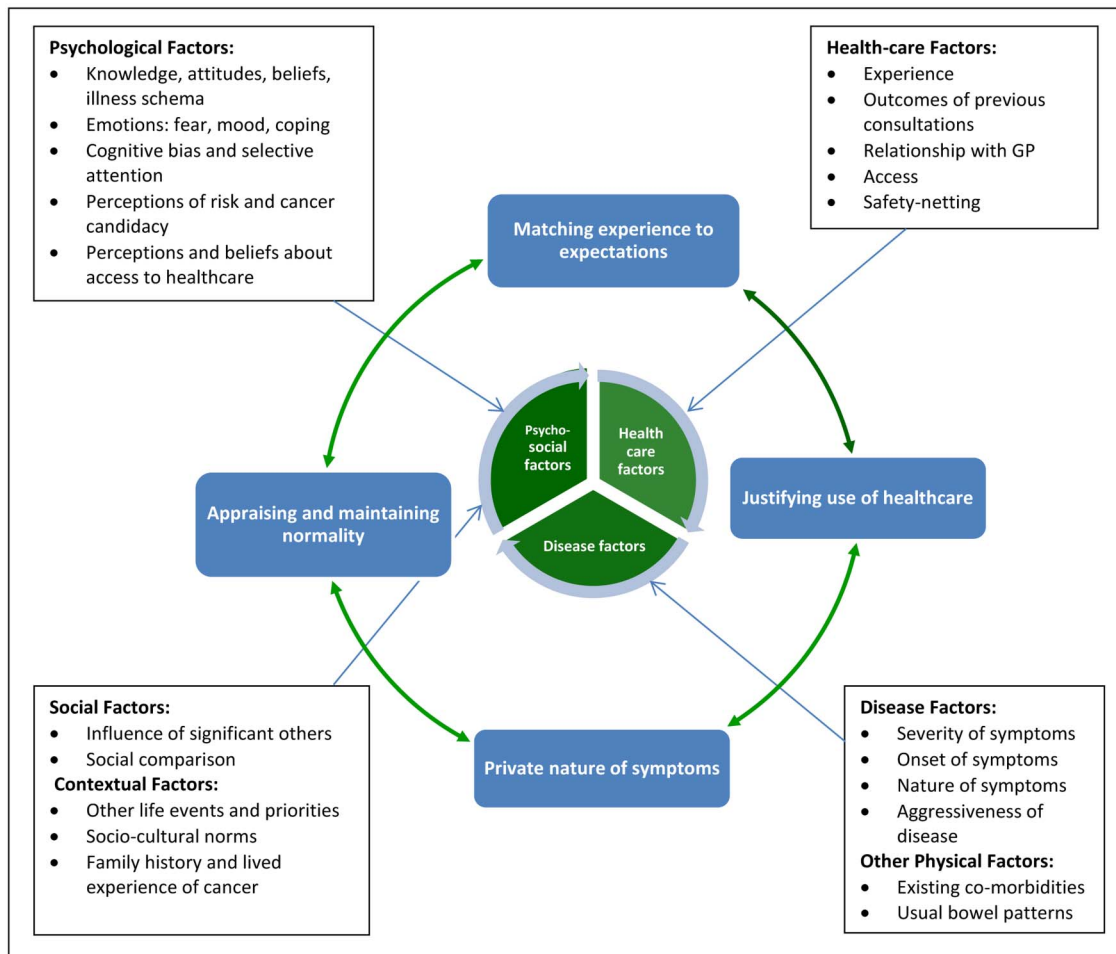 Psychological Factors:
• Knowledge, attitudes, beliefs,
illness schema
• Emotions: fear, mood, coping
• Cognitive bias and selective
attention
• Perceptions of risk and cancer
candidacy
• Perceptions and beliefs about
access to healthcare
Health-care Factors:
• Experience
• Outcomes of previous
consultations
• Relationship with GP
• Access
• Safety-netting
Matching experience to
expectations
Psycho-
social
factors
Health
care
factors
Disease factors
Appraising and maintaining
normality
Justifying use of healthcare
Private nature of symptoms
Social Factors:
• Influence of significant others
• Social comparison
Contextual Factors:
• Other life events and priorities
• Socio-cultural norms
• Family history and lived
experience of cancer
Disease Factors:
• Severity of symptoms
• Onset of symptoms
• Nature of symptoms
• Aggressiveness of
disease
Other Physical Factors:
• Existing co-morbidities
• Usual bowel patterns